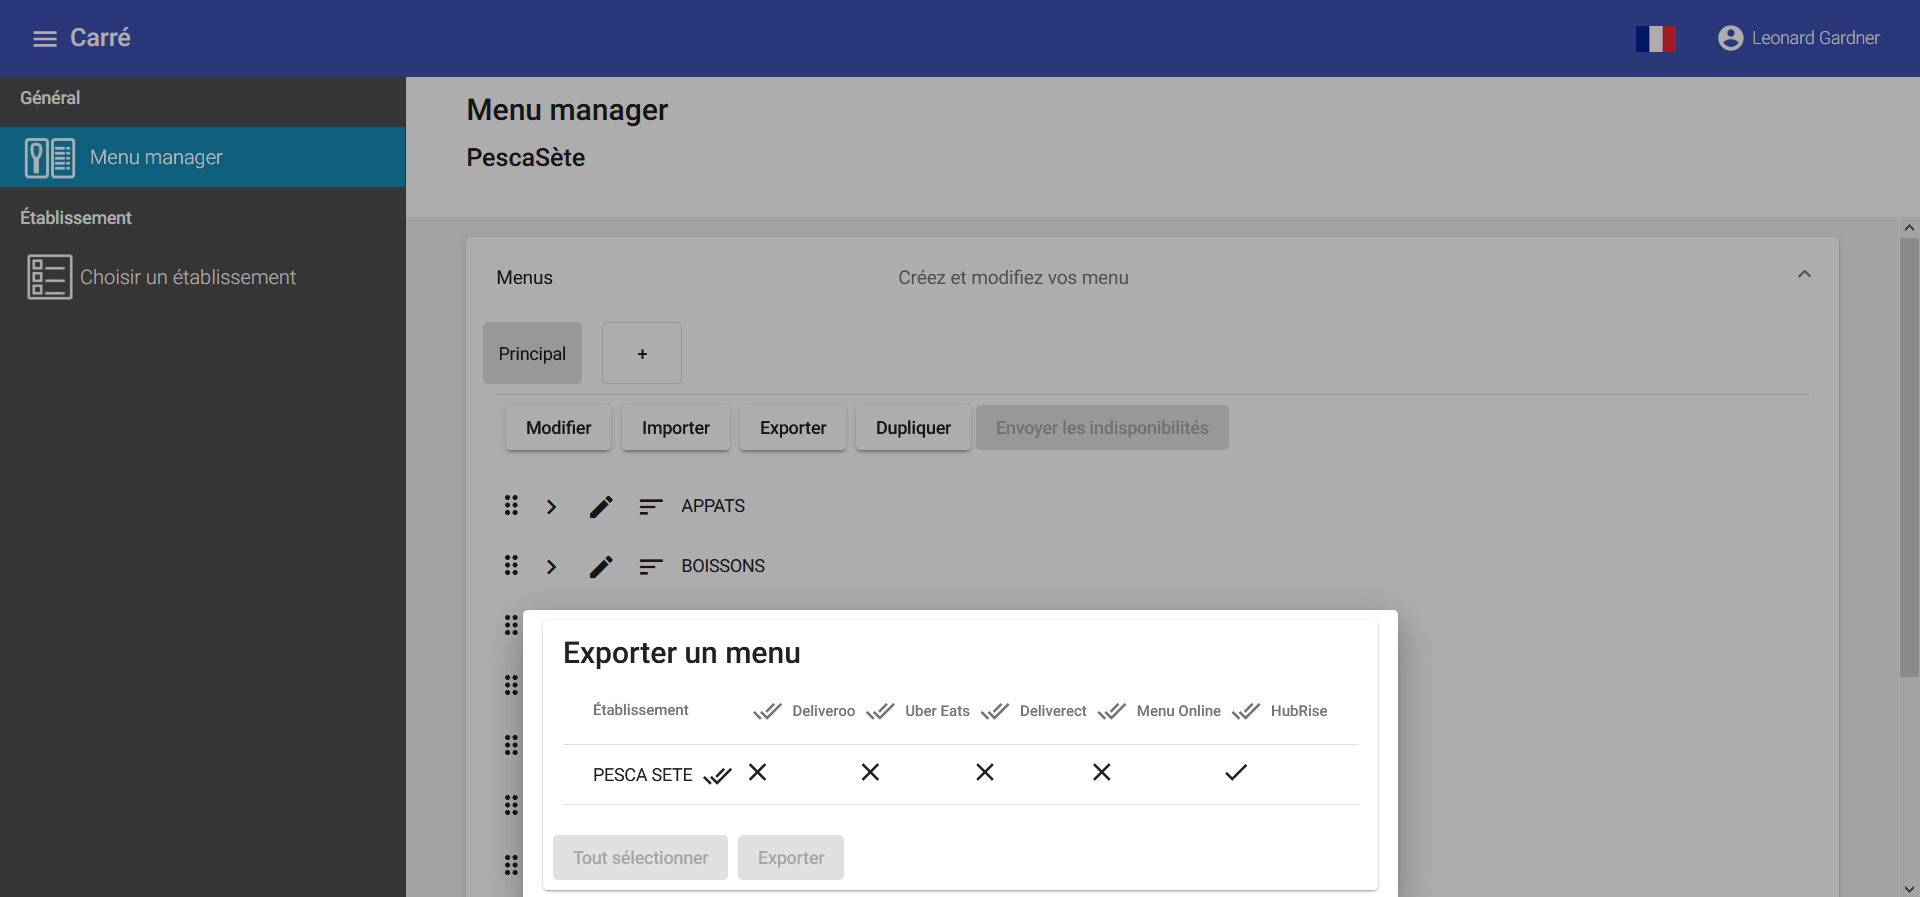 Carré
Leonard Gardner
Général
Menu manager
Établissement
Choisir un établissement
Menu manager
PescaSète
Menus
Créez et modifiez vos menu
Principal
+
Modifier
Importer
Exporter
Dupliquer
Envoyer les indisponibilités
APPATS
BOISSONS
Exporter un menu
Établissement
Deliveroo
Uber Eats
Deliverect
Menu Online
HubRise
PESCA SETE
Tout sélectionner
Exporter